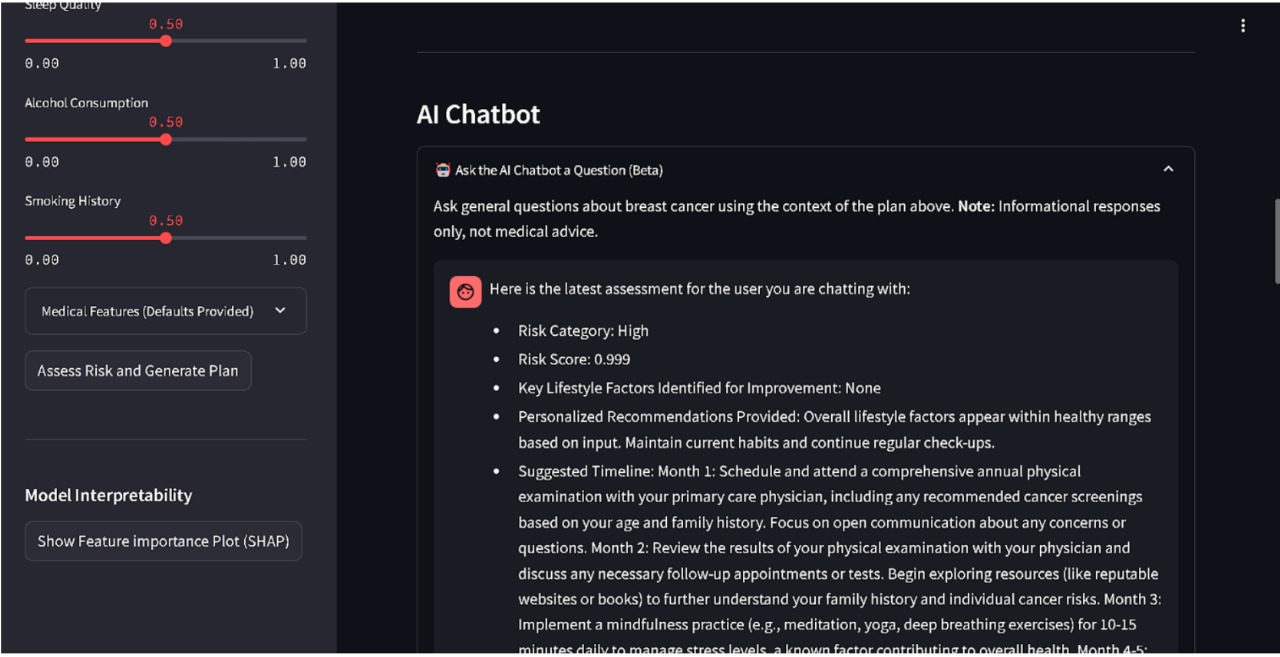 Sleep Quality
0.50
0.00 1.00
Alcohol Consumption
0.50
0.00 1.00
Smoking History
0.50
0.00 1.00
Medical Features (Defaults Provided)
Assess Risk and Generate Plan
Model Interpretability
Show Feature importance Plot (SHAP)
AI Chatbot
Ask the AI Chatbot a Question (Beta)
Ask general questions about breast cancer using the context of the plan above. Note: Informational responses
only, not medical advice.
Here is the latest assessment for the user you are chatting with:
• Risk Category: High
• Risk Score: 0.999
• Key Lifestyle Factors Identified for Improvement: None
• Personalized Recommendations Provided: Overall lifestyle factors appear within healthy ranges
based on input. Maintain current habits and continue regular check-ups.
• Suggested Timeline: Month 1: Schedule and attend a comprehensive annual physical
examination with your primary care physician, including any recommended cancer screenings
based on your age and family history. Focus on open communication about any concerns or
questions. Month 2: Review the results of your physical examination with your physician and
discuss any necessary follow-up appointments or tests. Begin exploring resources (like reputable
websites or books) to further understand your family history and individual cancer risks. Month 3:
Implement a mindfulness practice (e.g., meditation, yoga, deep breathing exercises) for 10-15
minutes daily to manage stress levels, a known factor contributing to overall health. Month 4-5: